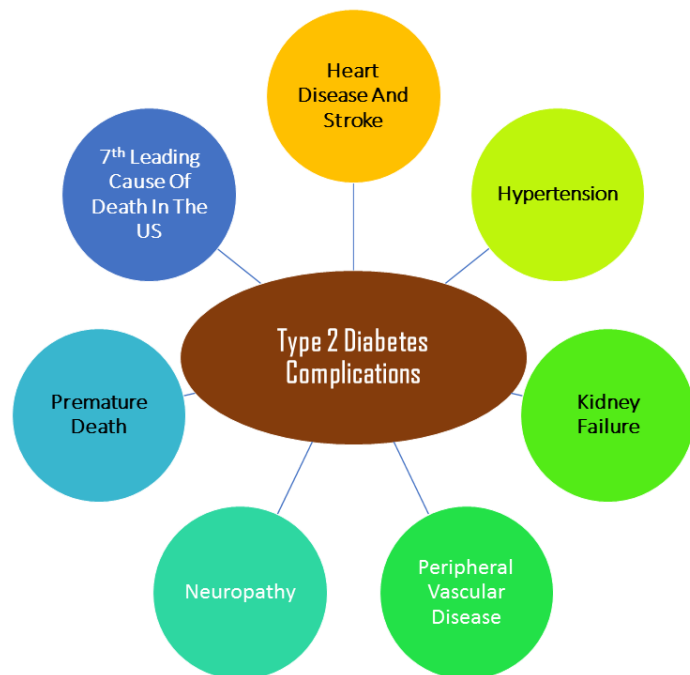 Heart
Disease And
Stroke
7th Leading
Cause Of
Death In The
US
Hypertension
Type 2 Diabetes
Complications
Premature
Death
Kidney
Failure
Neuropathy
Peripheral
Vascular
Disease